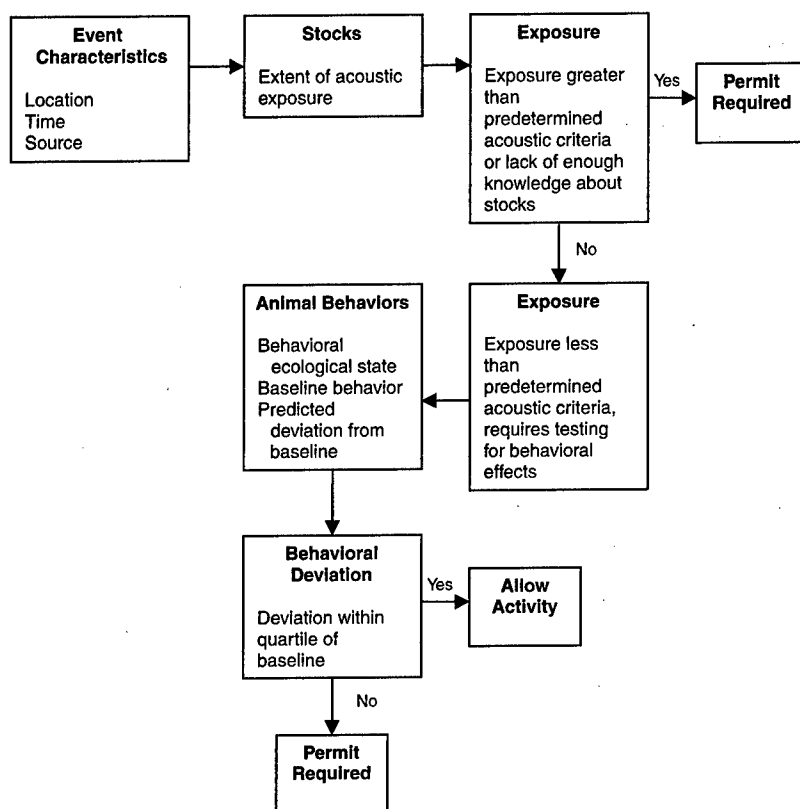 Event
Characteristics
Location
Time
Source
Stocks
Extent of acoustic
exposure
Exposure
Exposure greater
than
predetermined
acoustic criteria
or lack of enough
knowledge about
stocks
Yes
Permit
Required
No
Exposure
Exposure less
than
predetermined
acoustic criteria,
requires testing
for behavioral
effects
Animal Behaviors
Behavioral
ecological state
Baseline behavior
Predicted
deviation from
baseline
Behavioral
Deviation
Deviation within
quartile of
baseline
Yes
Allow
Activity
No
Permit
Required